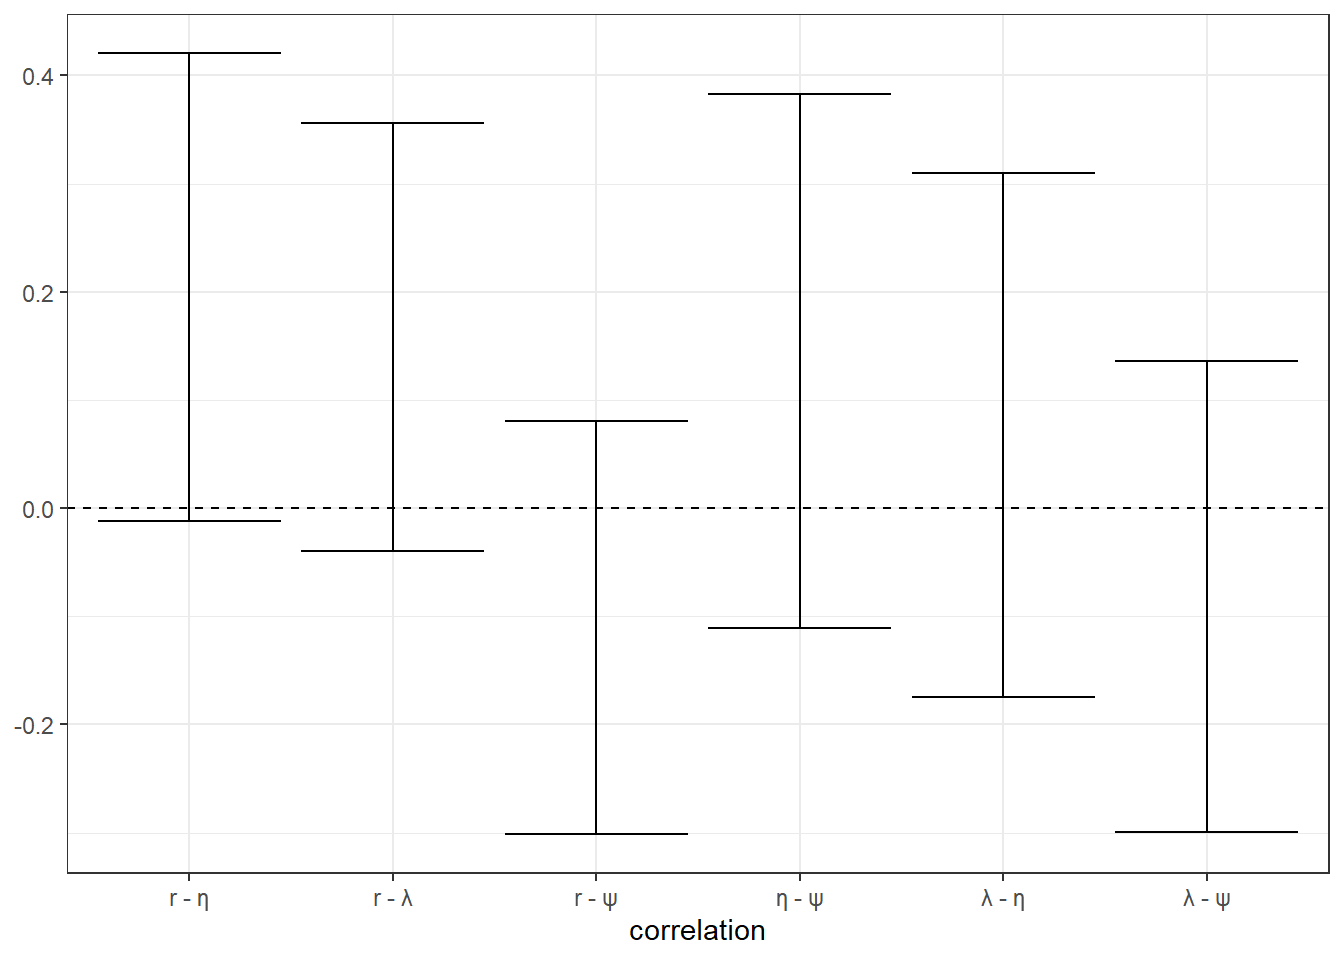 0.4
0.2
0.0
-0.2
r - η
r - λ
r - ψ
η - ψ
λ - η
λ - ψ
correlation